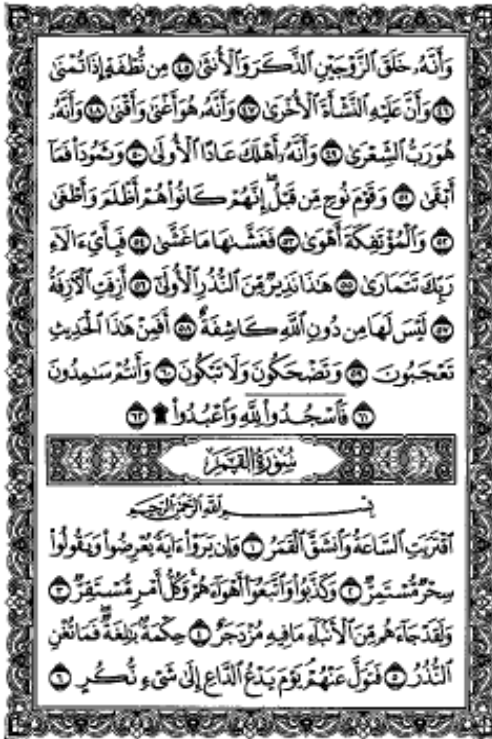 وَأَنَّهُۥ خَلَقَ ٱلزَّوْجَيْنِ ٱلذَّكَرَ وَٱلْأُنثَىٰ ٤٥ مِن نُّطْفَةٍ إِذَا تُمْنَىٰ
٤٦ وَأَنَّ عَلَيْهِ ٱلنَّشْأَةَ ٱلْأُخْرَىٰ ٤٧ وَأَنَّهُۥ هُوَ أَغْنَىٰ وَأَقْنَىٰ ٤٨ وَأَنَّهُۥ
هُوَ رَبُّ ٱلشِّعْرَىٰ ٤٩ وَأَنَّهُۥٓ أَهْلَكَ عَادًا ٱلْأُولَىٰ ٥٠ وَثَمُودَا۟ فَمَآ
أَبْقَىٰ ٥١ وَقَوْمَ نُوحٍ مِّن قَبْلُ ۖ إِنَّهُمْ كَانُوا۟ هُمْ أَظْلَمَ وَأَطْغَىٰ
٥٢ وَٱلْمُؤْتَفِكَةَ أَهْوَىٰ ٥٣ فَغَشَّىٰهَا مَا غَشَّىٰ ٥٤ فَبِأَىِّ ءَالَآءِ
رَبِّكَ تَتَمَارَىٰ ٥٥ هَٰذَا نَذِيرٌ مِّنَ ٱلنُّذُرِ ٱلْأُولَىٰٓ ٥٦ أَزِفَتِ ٱلْءَازِفَةُ
٥٧ لَيْسَ لَهَا مِن دُونِ ٱللَّهِ كَاشِفَةٌ ٥٨ أَفَمِنْ هَٰذَا ٱلْحَدِيثِ
تَعْجَبُونَ ٥٩ وَتَضْحَكُونَ وَلَا تَبْكُونَ ٦٠ وَأَنتُمْ سَٰمِدُونَ
٦١ فَٱسْجُدُوا۟ لِلَّهِ وَٱعْبُدُوا۟ ۩ ٦٢
سُورَةُ القَمَرِ
بِسْمِ ٱللَّهِ ٱلرَّحْمَٰنِ ٱلرَّحِيمِ
ٱقْتَرَبَتِ ٱلسَّاعَةُ وَٱنشَقَّ ٱلْقَمَرُ ١ وَإِن يَرَوْا۟ ءَايَةً يُعْرِضُوا۟ وَيَقُولُوا۟
سِحْرٌ مُّسْتَمِرٌّ ٢ وَكَذَّبُوا۟ وَٱتَّبَعُوٓا۟ أَهْوَآءَهُمْ ۚ وَكُلُّ أَمْرٍ مُّسْتَقِرٌّ ٣
وَلَقَدْ جَآءَهُم مِّنَ ٱلْأَنۢبَآءِ مَا فِيهِ مُزْدَجَرٌ ٤ حِكْمَةٌۢ بَٰلِغَةٌ ۖ فَمَا تُغْنِ
ٱلنُّذُرُ ٥ فَتَوَلَّ عَنْهُمْ ۘ يَوْمَ يَدْعُ ٱلدَّاعِ إِلَىٰ شَىْءٍ نُّكُرٍ ٦